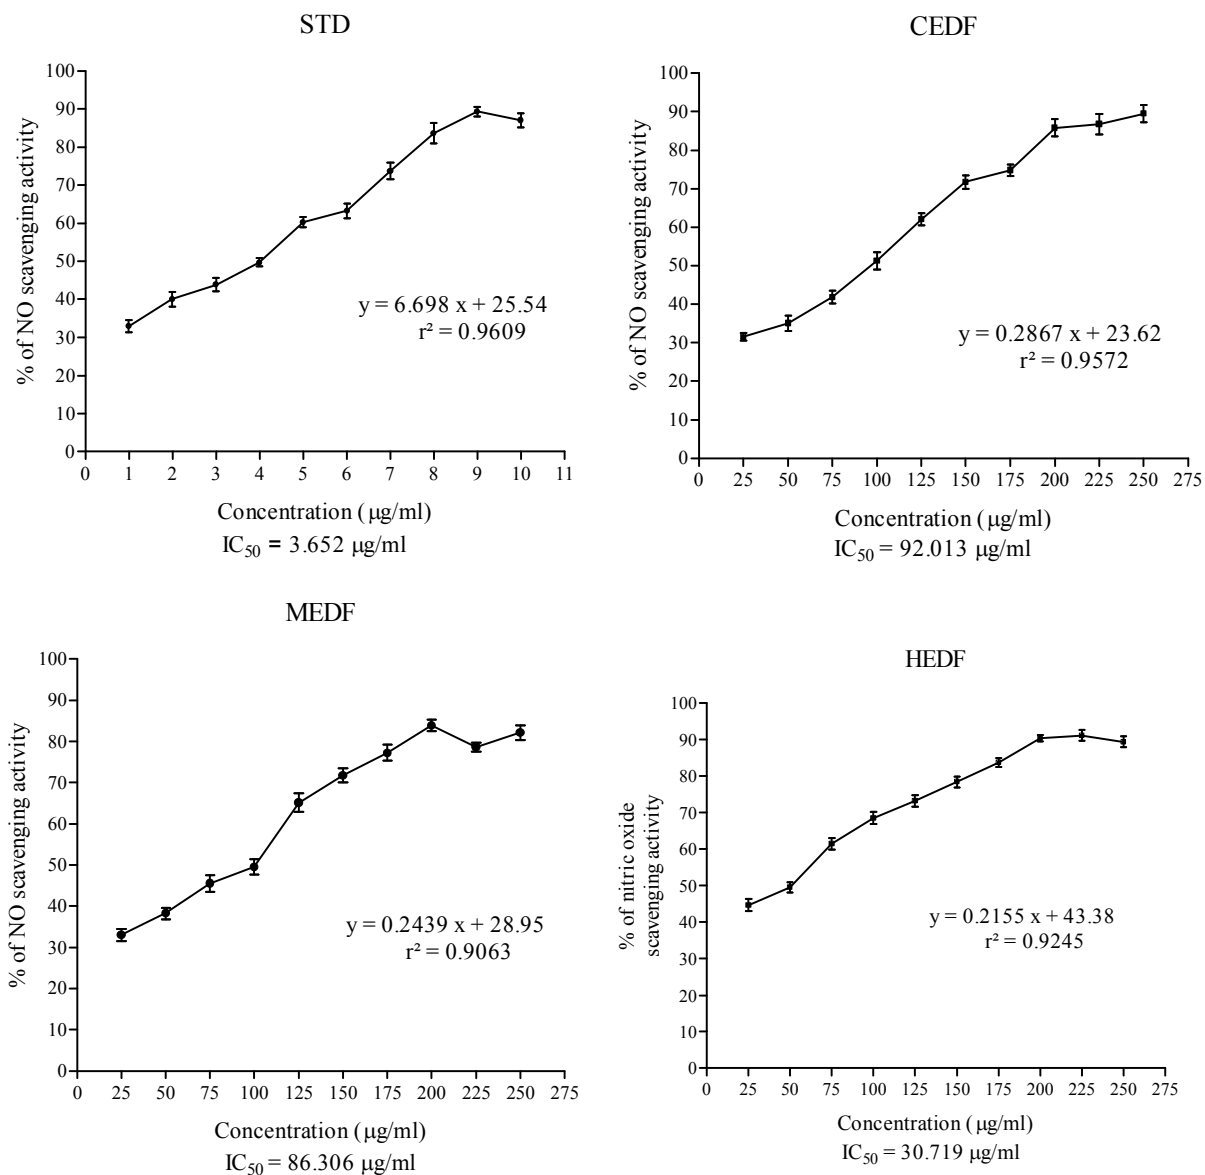 STD
% of NO scavenging activity
100
90
80
70
60
50
40
30
20
10
0
0 1 2 3 4 5 6 7 8 9 10 11
y = 6.698 x + 25.54
r² = 0.9609
Concentration (µg/ml)
IC50 = 3.652 µg/ml
CEDF
% of NO scavenging activity
100
90
80
70
60
50
40
30
20
10
0
0 25 50 75 100 125 150 175 200 225 250 275
y = 0.2867 x + 23.62
r² = 0.9572
Concentration (µg/ml)
IC50 = 92.013 µg/ml
MEDF
% of NO scavenging activity
100
90
80
70
60
50
40
30
20
10
0
0 25 50 75 100 125 150 175 200 225 250 275
y = 0.2439 x + 28.95
r² = 0.9063
Concentration (µg/ml)
IC50 = 86.306 µg/ml
HEDF
% of nitric oxide
scavenging activity
100
90
80
70
60
50
40
30
20
10
0
0 25 50 75 100 125 150 175 200 225 250 275
y = 0.2155 x + 43.38
r² = 0.9245
Concentration (µg/ml)
IC50 = 30.719 µg/ml